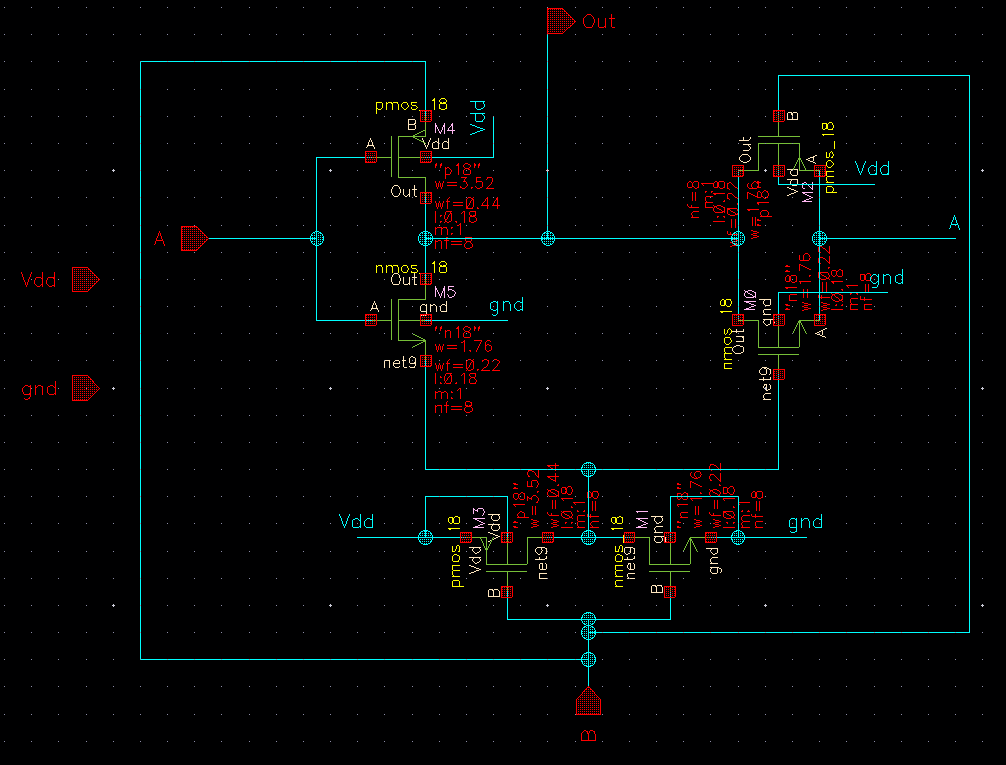 Out
pmos_18
B
M4
Vdd
A
Vdd
"p18"
w=3.52
wf=0.44
l:0.18
m:1
nf=8
Out
A
Vdd
gnd
nmos_18
Out
M5
A
gnd
gnd
"n18"
w=1.76
wf=0.22
l:0.18
m:1
nf=8
net9
B
Out
pmos_18
A
Vdd
M2
Vdd
"p18"
w=1.76
wf=0.22
l:0.18
m:1
nf=8
A
gnd
nmos_18
Out
M0
gnd
"n18"
w=1.76
wf=0.22
l:0.18
m:1
nf=8
A
net9
Vdd
pmos_18
M3
Vdd
Vdd
"p18"
w=3.52
wf=0.44
l:0.18
m:1
nf=8
net9
B
nmos_18
M1
net9
gnd
"n18"
w=1.76
wf=0.22
l:0.18
m:1
nf=8
gnd
gnd
B
B